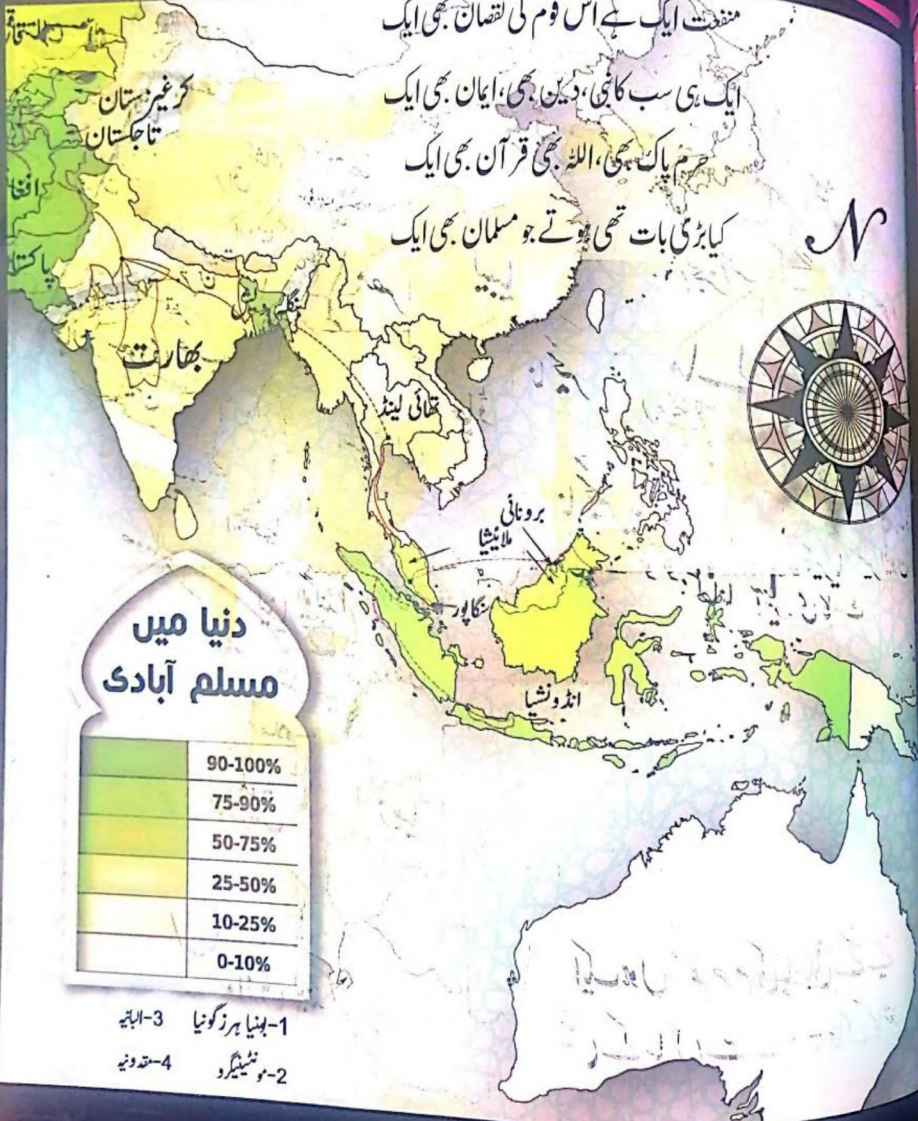 منفعت ایک ہے اس قوم کی نقصان بھی ایک
ایک ہی سب کا نبی، دین بھی، ایمان بھی ایک
حرم پاک بھی، اللہ بھی قرآن بھی ایک
کیا بڑی بات تھی ہوتے جو مسلمان بھی ایک
N
کرغیزستان
تاجکستان
بھارت
تھائی لینڈ
برونائی
ملائیشیا
سنگاپور
انڈونشیا
دنیا میں
مسلم آبادی
90-100%
75-90%
50-75%
25-50%
10-25%
0-10%
1-بوسنیا ہرزگونیا 3-البانیہ
2-مونٹینیگرو 4-مقدونیہ